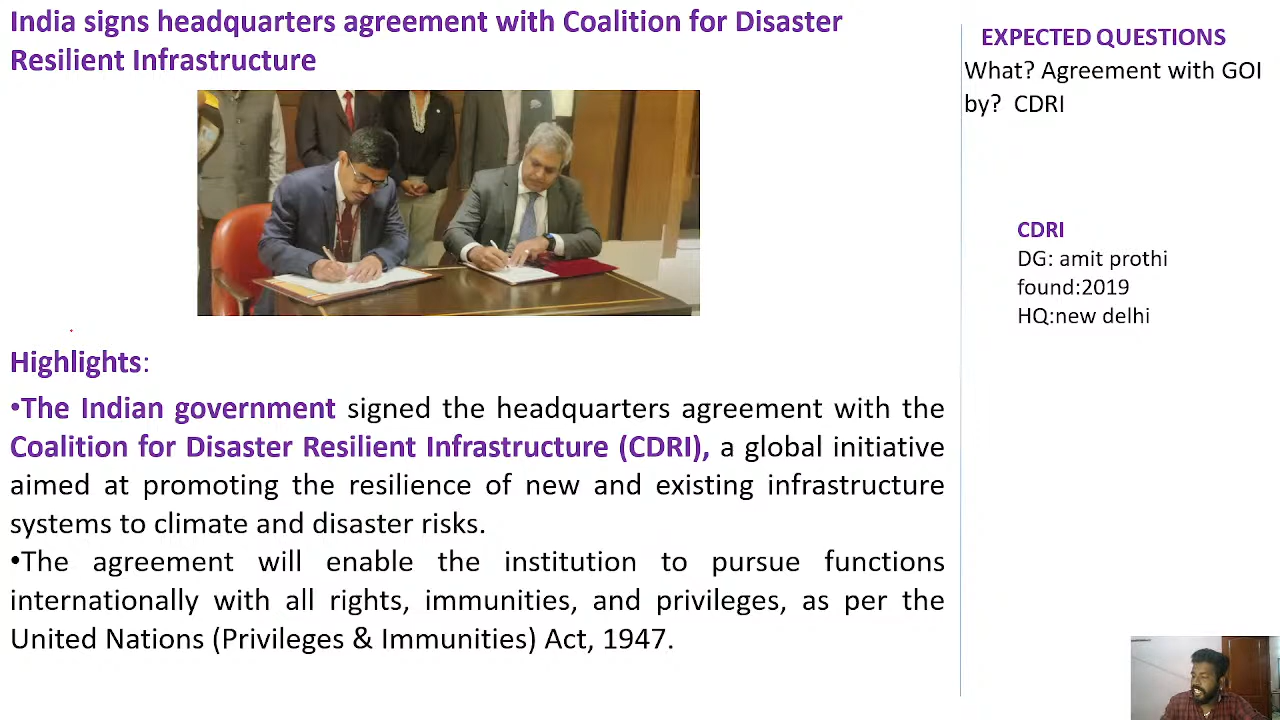 India signs headquarters agreement with Coalition for Disaster
Resilient Infrastructure
Highlights:
•The Indian government signed the headquarters agreement with the
Coalition for Disaster Resilient Infrastructure (CDRI), a global initiative
aimed at promoting the resilience of new and existing infrastructure
systems to climate and disaster risks.
•The agreement will enable the institution to pursue functions
internationally with all rights, immunities, and privileges, as per the
United Nations (Privileges & Immunities) Act, 1947.
EXPECTED QUESTIONS
What? Agreement with GOI
by? CDRI
CDRI
DG: amit prothi
found:2019
HQ:new delhi